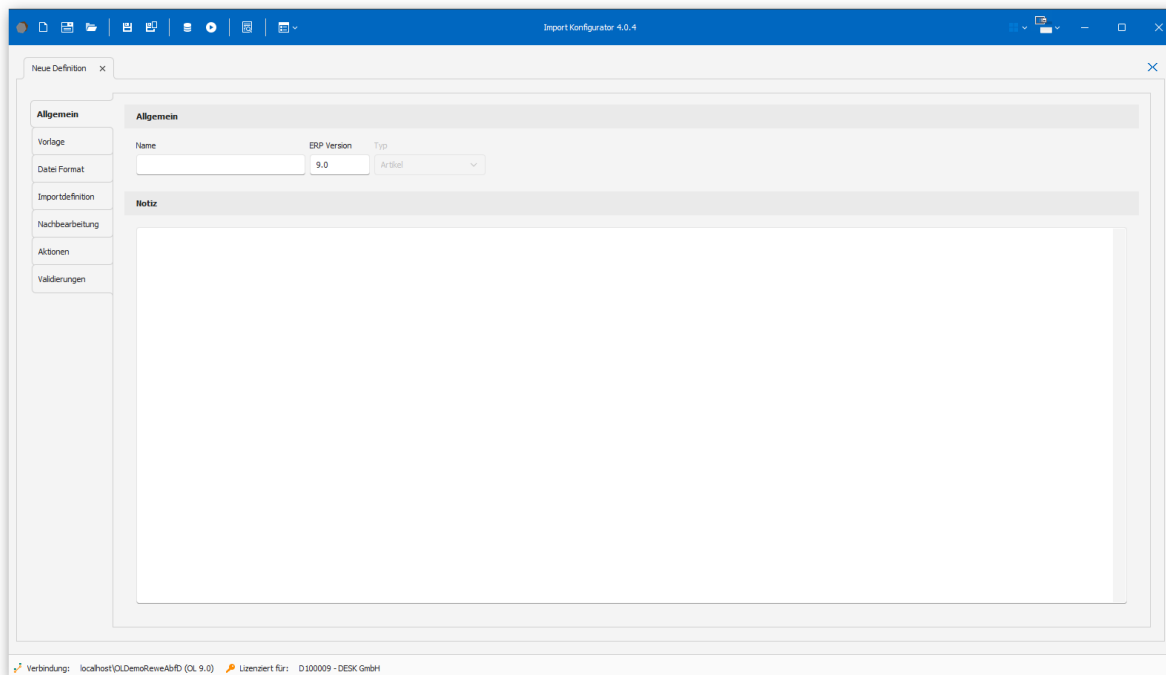 Import Konfigurator 4.0.4
Neue Definition
Allgemein
Vorlage
Datei Format
Importdefinition
Nachbearbeitung
Aktionen
Validierungen
Allgemein
Name ERP Version Typ
9.0 Artikel
Notiz
Verbindung: localhost\OLDemoReweAbfD (OL 9.0) Lizenziert für: D100009 - DESK GmbH